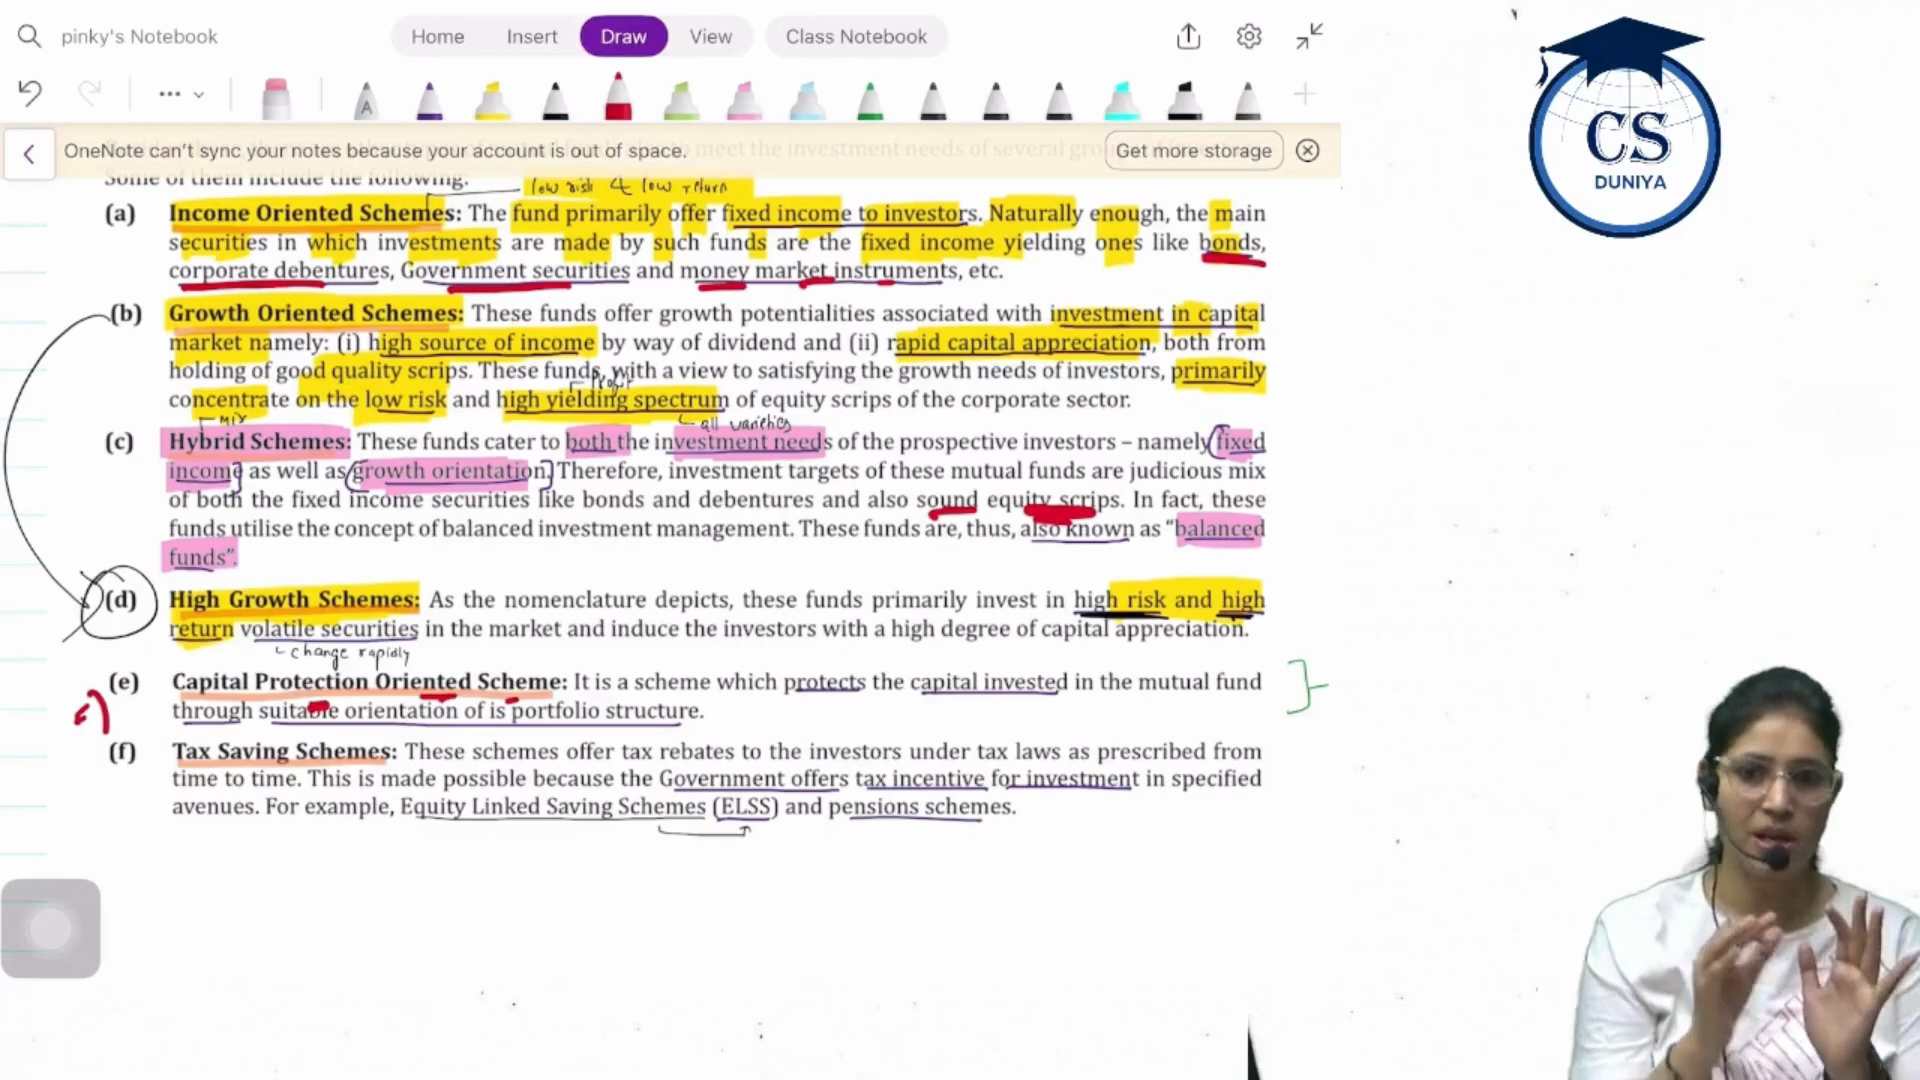 pinky's Notebook
Home Insert Draw View Class Notebook
A
OneNote can't sync your notes because your account is out of space.
to meet the investment needs of several
Get more storage
Some of them include the following.
low risk & low return
(a) Income Oriented Schemes: The fund primarily offer fixed income to investors. Naturally enough, the main
securities in which investments are made by such funds are the fixed income yielding ones like bonds,
corporate debentures, Government securities and money market instruments, etc.
(b) Growth Oriented Schemes: These funds offer growth potentialities associated with investment in capital
market namely: (i) high source of income by way of dividend and (ii) rapid capital appreciation, both from
holding of good quality scrips. These funds, with a view to satisfying the growth needs of investors, primarily
Profit
concentrate on the low risk and high yielding spectrum of equity scrips of the corporate sector.
mix
all varieties
(c) Hybrid Schemes: These funds cater to both the investment needs of the prospective investors – namely fixed
income as well as growth orientation. Therefore, investment targets of these mutual funds are judicious mix
of both the fixed income securities like bonds and debentures and also sound equity scrips. In fact, these
funds utilise the concept of balanced investment management. These funds are, thus, also known as “balanced
funds”.
(d) High Growth Schemes: As the nomenclature depicts, these funds primarily invest in high risk and high
return volatile securities in the market and induce the investors with a high degree of capital appreciation.
change rapidly
(e) Capital Protection Oriented Scheme: It is a scheme which protects the capital invested in the mutual fund
through suitable orientation of is portfolio structure.
(f) Tax Saving Schemes: These schemes offer tax rebates to the investors under tax laws as prescribed from
time to time. This is made possible because the Government offers tax incentive for investment in specified
avenues. For example, Equity Linked Saving Schemes (ELSS) and pensions schemes.
CS
DUNIYA